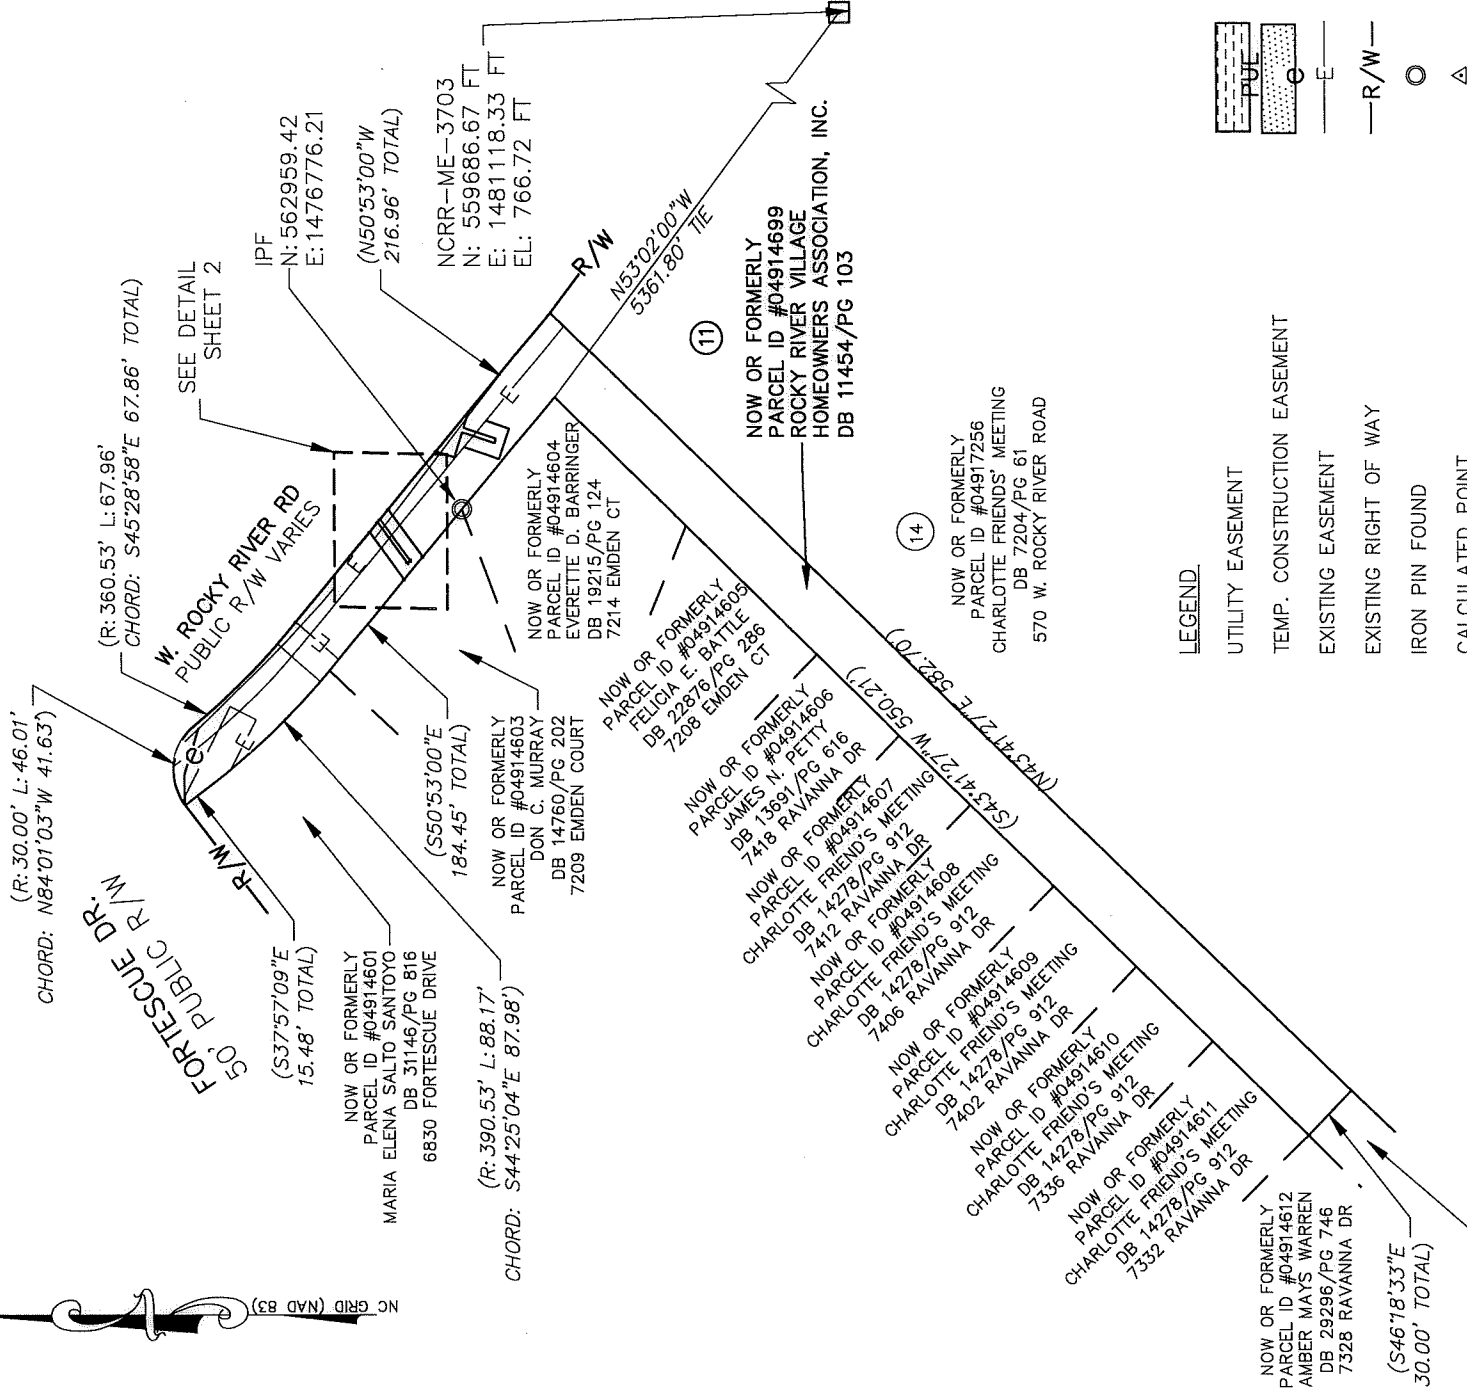 (R: 30.00' L: 46.01'
CHORD: N84°01'03"W 41.63')
(R: 360.53' L: 67.96'
CHORD: S45°28'58"E 67.86' TOTAL)
SEE DETAIL
SHEET 2
IPF
N: 562959.42
E: 1476776.21
(N50°53'00"W
216.96' TOTAL)
NCRR-ME-3703
N: 559686.67 FT
E: 1481118.33 FT
EL: 766.72 FT
FORTESCUE DR.
50' PUBLIC R/W
R/W
W. ROCKY RIVER RD
PUBLIC R/W VARIES
e
E
E
E
E
R/W
N53°02'00"W
5361.80' TIE
(S37°57'09"E
15.48' TOTAL)
NOW OR FORMERLY
PARCEL ID #04914601
MARIA ELENA SALTO SANTOYO
DB 31146/PG 816
6830 FORTESCUE DRIVE
(R: 390.53' L: 88.17'
CHORD: S44°25'04"E 87.98')
(S50°53'00"E
184.45' TOTAL)
NOW OR FORMERLY
PARCEL ID #04914603
DON C. MURRAY
DB 14760/PG 202
7209 EMDEN COURT
NOW OR FORMERLY
PARCEL ID #04914604
EVERETTE D. BARRINGER
DB 19215/PG 124
7214 EMDEN CT
NOW OR FORMERLY
PARCEL ID #04914605
FELICIA E. BATTLE
DB 22876/PG 286
7208 EMDEN CT
NOW OR FORMERLY
PARCEL ID #04914606
JAMES N. PETTY
DB 13691/PG 616
7418 RAVANNA DR
NOW OR FORMERLY
PARCEL ID #04914607
CHARLOTTE FRIEND'S MEETING
DB 14278/PG 912
7412 RAVANNA DR
NOW OR FORMERLY
PARCEL ID #04914608
CHARLOTTE FRIEND'S MEETING
DB 14278/PG 912
7406 RAVANNA DR
NOW OR FORMERLY
PARCEL ID #04914609
CHARLOTTE FRIEND'S MEETING
DB 14278/PG 912
7402 RAVANNA DR
NOW OR FORMERLY
PARCEL ID #04914610
CHARLOTTE FRIEND'S MEETING
DB 14278/PG 912
7336 RAVANNA DR
NOW OR FORMERLY
PARCEL ID #04914611
CHARLOTTE FRIEND'S MEETING
DB 14278/PG 912
7332 RAVANNA DR
NOW OR FORMERLY
PARCEL ID #04914612
AMBER MAYS WARREN
DB 29296/PG 746
7328 RAVANNA DR
(S46°18'33"E
30.00' TOTAL)
(S43°41'27"W 550.21')
(N43°41'27"E 582.70')
11
NOW OR FORMERLY
PARCEL ID #04914699
ROCKY RIVER VILLAGE
HOMEOWNERS ASSOCIATION, INC.
DB 11454/PG 103
14
NOW OR FORMERLY
PARCEL ID #04917256
CHARLOTTE FRIENDS' MEETING
DB 7204/PG 61
570 W. ROCKY RIVER ROAD
NC GRID (NAD 83)
LEGEND
UTILITY EASEMENT PUE
TEMP. CONSTRUCTION EASEMENT e
EXISTING EASEMENT E
EXISTING RIGHT OF WAY R/W
IRON PIN FOUND
CALCULATED POINT